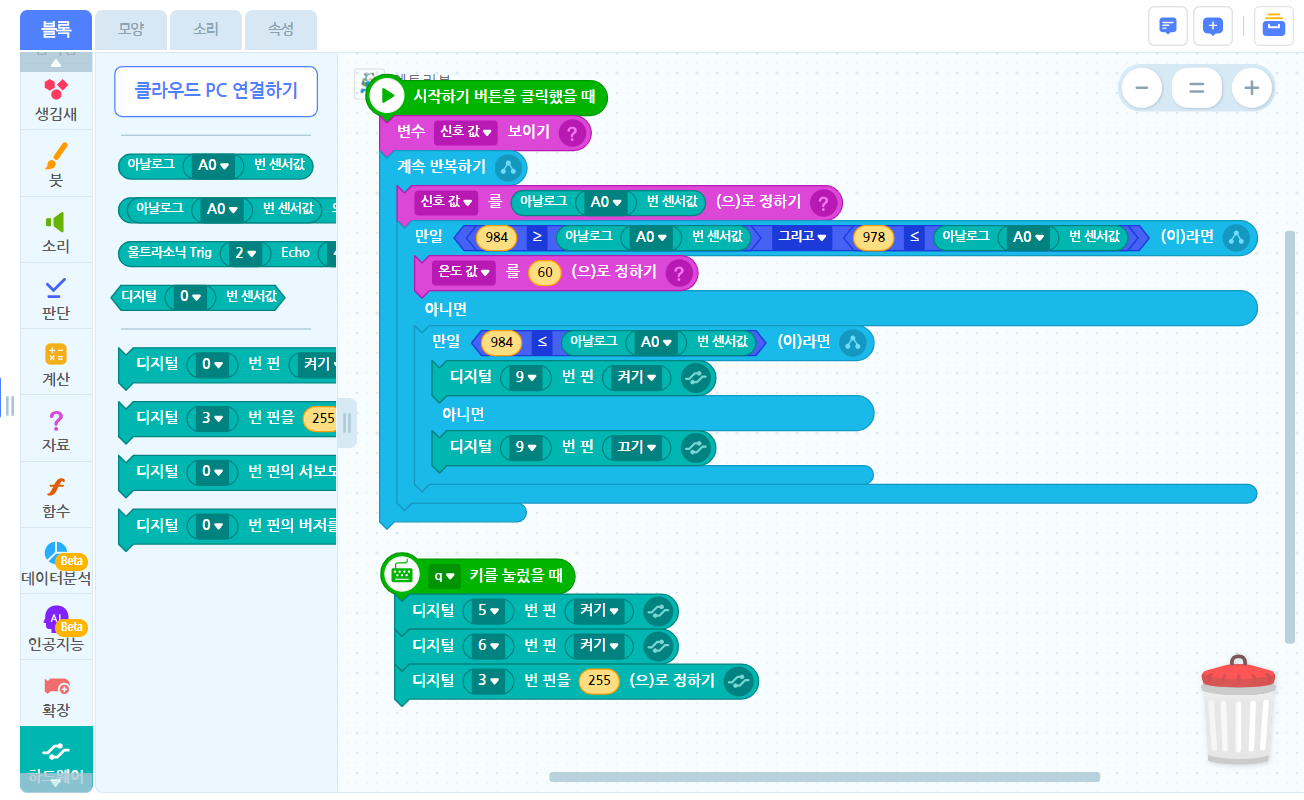 블록 모양 소리 속성
클라우드 PC 연결하기
생김새
붓
소리
판단
계산
자료
함수
데이터분석 Beta
인공지능 Beta
확장
하드웨어
아날로그 A0 번 센서값
아날로그 A0 번 센서값
울트라소닉 Trig 2 Echo
디지털 0 번 센서값
디지털 0 번 핀 켜기
디지털 3 번 핀을 255
디지털 0 번 핀의 서보모
디지털 0 번 핀의 버저를
시작하기 버튼을 클릭했을 때
변수 신호 값 보이기 ?
계속 반복하기
신호 값 를 아날로그 A0 번 센서값 (으)로 정하기 ?
만일 984 ≥ 아날로그 A0 번 센서값 그리고 978 ≤ 아날로그 A0 번 센서값 (이)라면
온도 값 를 60 (으)로 정하기 ?
아니면
만일 984 ≤ 아날로그 A0 번 센서값 (이)라면
디지털 9 번 핀 켜기
아니면
디지털 9 번 핀 끄기
q 키를 눌렀을 때
디지털 5 번 핀 켜기
디지털 6 번 핀 켜기
디지털 3 번 핀을 255 (으)로 정하기